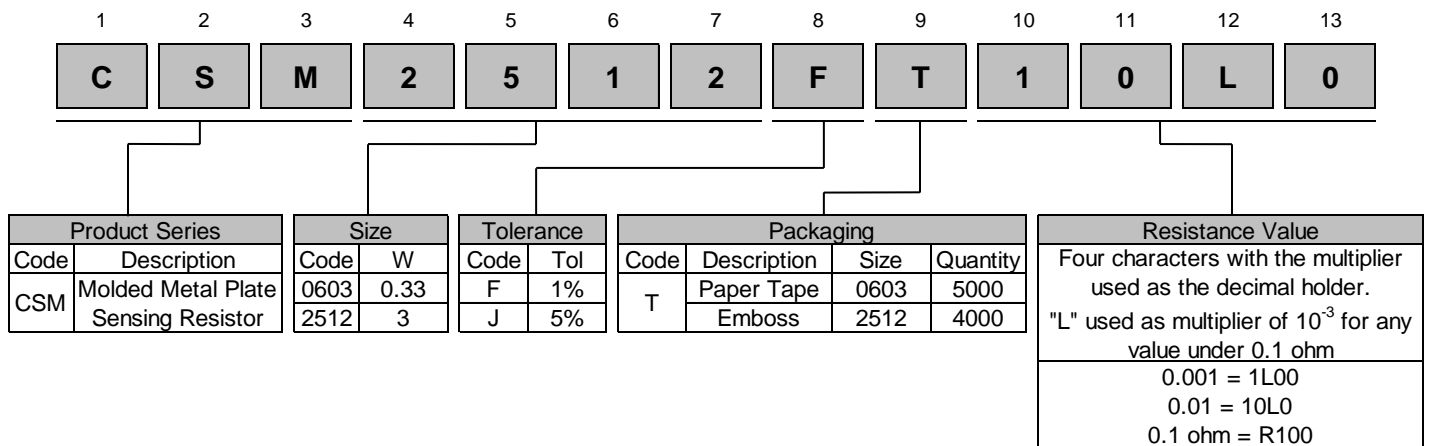 1 2 3 4 5 6 7 8 9 10 11 12 13
C S M 2 5 1 2 F T 1 0 L 0
Product Series
Code Description
CSM Molded Metal Plate
Sensing Resistor
Size
Code W
0603 0.33
2512 3
Tolerance
Code Tol
F 1%
J 5%
Packaging
Code Description Size Quantity
T Paper Tape 0603 5000
Emboss 2512 4000
Resistance Value
Four characters with the multiplier
used as the decimal holder.
"L" used as multiplier of 10⁻³ for any
value under 0.1 ohm
0.001 = 1L00
0.01 = 10L0
0.1 ohm = R100